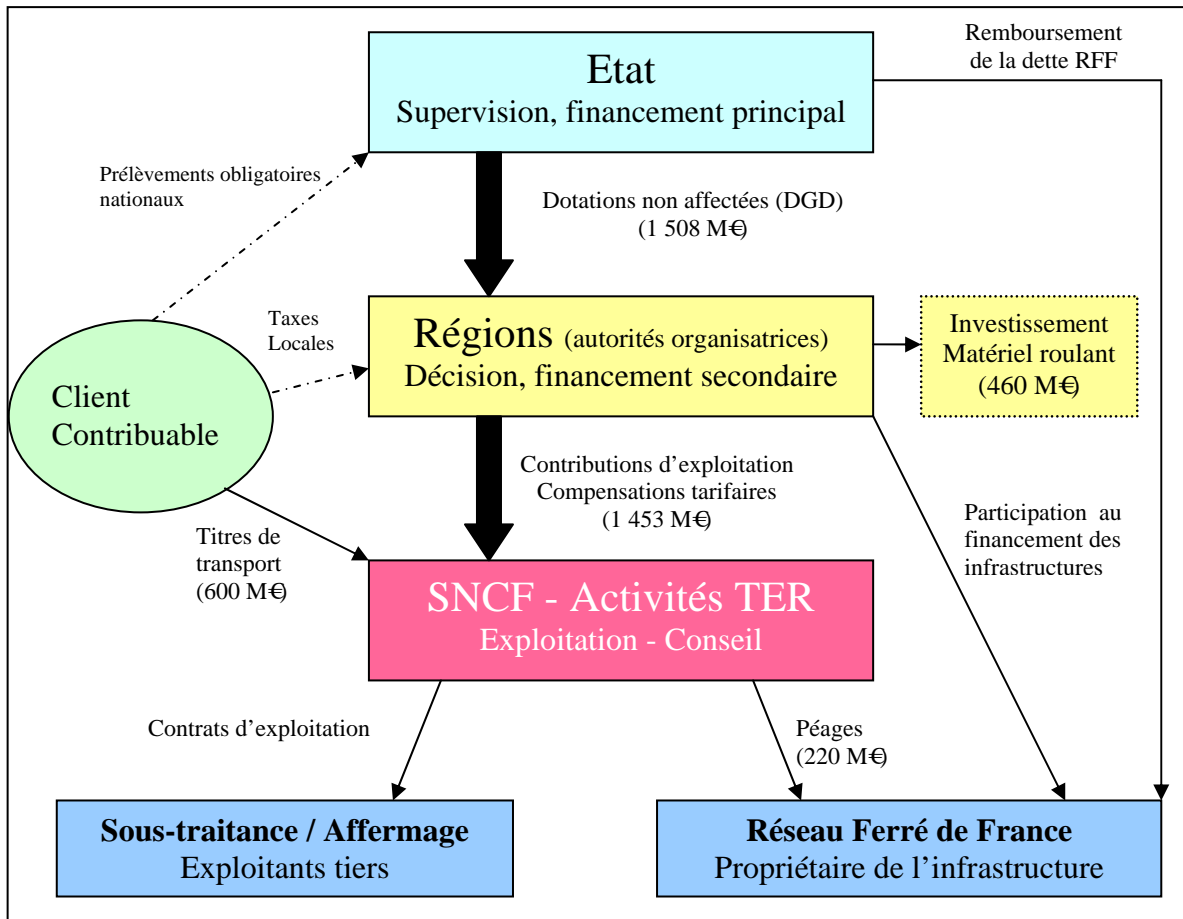 Remboursement
de la dette RFF
Etat
Supervision, financement principal
Prélèvements obligatoires
nationaux
Dotations non affectées (DGD)
(1 508 M€)
Taxes
Locales
Régions (autorités organisatrices)
Décision, financement secondaire
Investissement
Matériel roulant
(460 M€)
Client
Contribuable
Contributions d’exploitation
Compensations tarifaires
(1 453 M€)
Titres de
transport
(600 M€)
Participation au
financement des
infrastructures
SNCF - Activités TER
Exploitation - Conseil
Contrats d’exploitation
Péages
(220 M€)
Sous-traitance / Affermage
Exploitants tiers
Réseau Ferré de France
Propriétaire de l’infrastructure